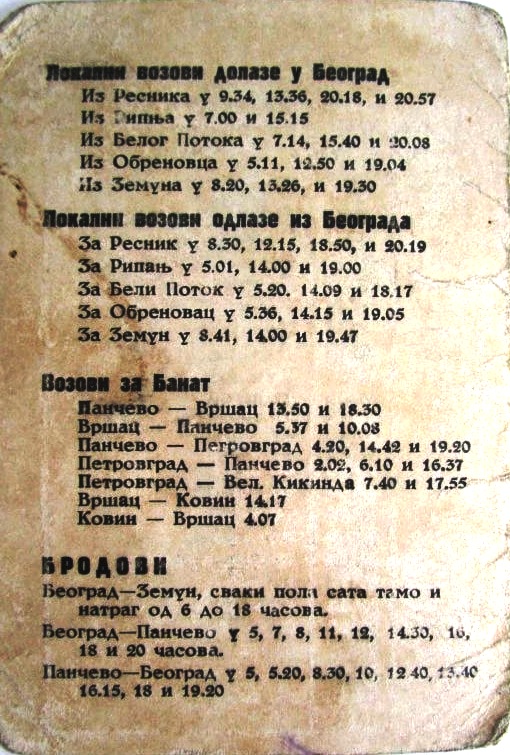 Локални возови долазе у Београд
Из Ресника у 9.34, 13.36, 20.18, и 20.57
Из Рипња у 7.00 и 15.15
Из Белог Потока у 7.14, 15.40 и 20.08
Из Обреновца у 5.11, 12.50 и 19.04
Из Земуна у 8.20, 13.26, и 19.30
Локални возови одлазе из Београда
За Ресник у 8.30, 12.15, 18.50, и 20.19
За Рипањ у 5.01, 14.00 и 19.00
За Бели Поток у 5.20. 14.09 и 18.17
За Обреновац у 5.36, 14.15 и 19.05
За Земун у 8.41, 14.00 и 19.47
Возови за Банат
Панчево — Вршац 13.50 и 18.30
Вршац — Панчево 5.37 и 10.08
Панчево — Петровград 4.20, 14.42 и 19.20
Петровград — Панчево 2.02, 6.10 и 16.37
Петровград — Вел. Кикинда 7.40 и 17.55
Вршац — Ковин 14.17
Ковин — Вршац 4.07
БРОДОВИ
Београд—Земун, сваки пола сата тамо и
натраг од 6 до 18 часова.
Београд—Панчево у 5, 7, 8, 11, 12, 14.30, 16,
18 и 20 часова.
Панчево—Београд у 5, 5.20, 8.30, 10, 12 40, 13.40
16.15, 18 и 19.20